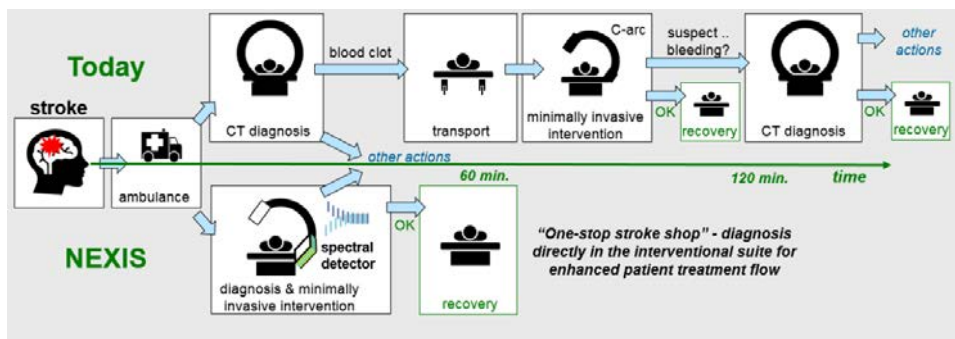 Today
stroke
ambulance
CT diagnosis
blood clot
transport
C-arc
minimally invasive
intervention
suspect ..
bleeding?
OK
recovery
CT diagnosis
other
actions
OK
recovery
other actions
60 min.
120 min.
time
NEXIS
spectral
detector
diagnosis & minimally
invasive intervention
OK
recovery
“One-stop stroke shop” - diagnosis
directly in the interventional suite for
enhanced patient treatment flow